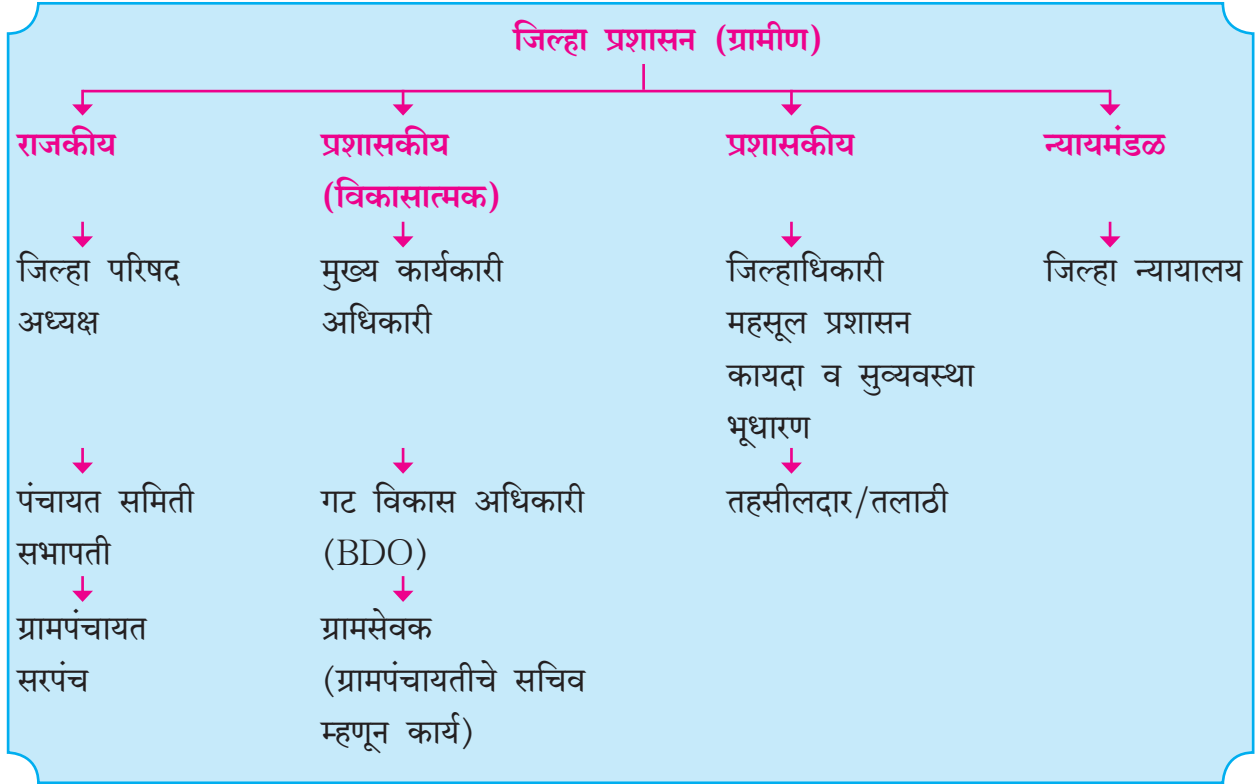 जिल्हा प्रशासन (ग्रामीण)
राजकीय
प्रशासकीय
(विकासात्मक)
प्रशासकीय
न्यायमंडळ
जिल्हा परिषद
अध्यक्ष
मुख्य कार्यकारी
अधिकारी
जिल्हाधिकारी
महसूल प्रशासन
कायदा व सुव्यवस्था
भूधारण
जिल्हा न्यायालय
पंचायत समिती
सभापती
गट विकास अधिकारी
(BDO)
तहसीलदार/तलाठी
ग्रामपंचायत
सरपंच
ग्रामसेवक
(ग्रामपंचायतीचे सचिव
म्हणून कार्य)